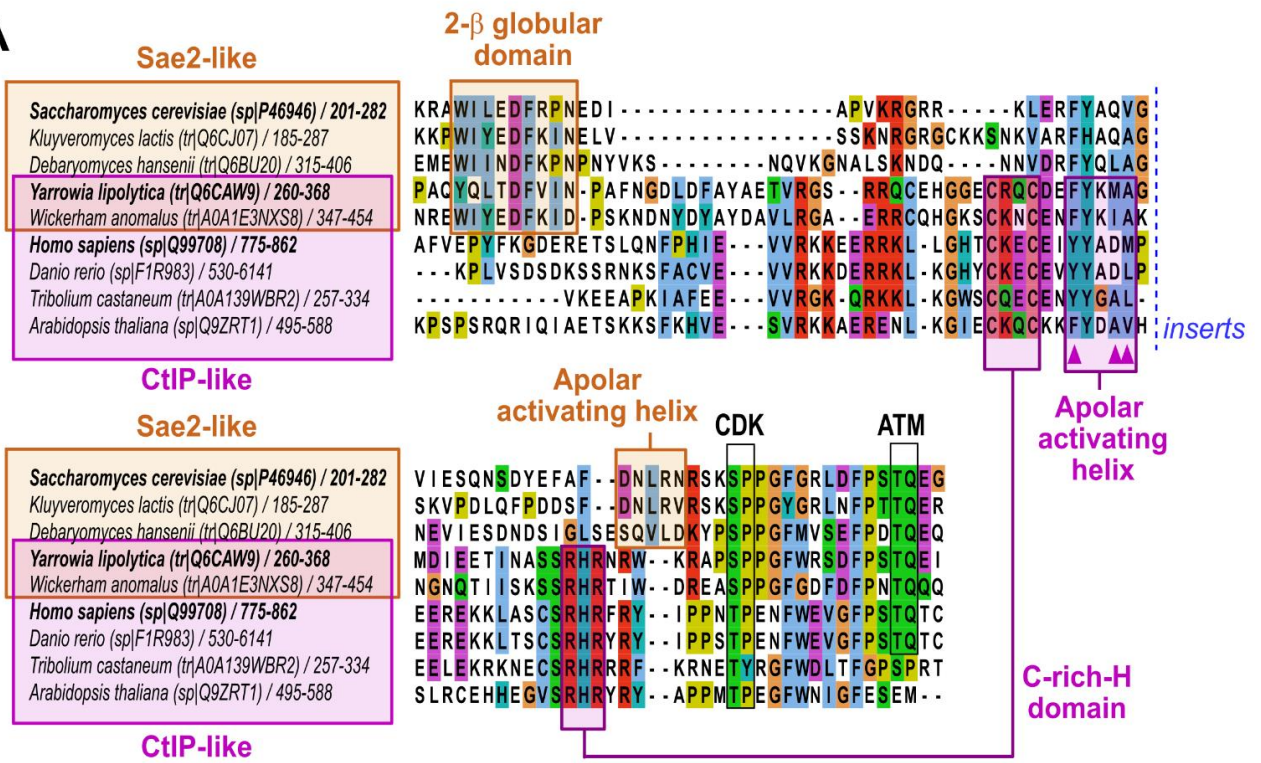 A
2-β globular
domain
Sae2-like
Saccharomyces cerevisiae (sp|P46946) / 201-282 KRAWILEDFRPNEDI----------------APVKRGRR-----KLERFYAQVG
Kluyveromyces lactis (tr|Q6CJ07) / 185-287 KKPWIYEDFKINELV----------------SSKNRGRGCKKSNKVARFHAQAG
Debaryomyces hansenii (tr|Q6BU20) / 315-406 EMEWIINDFKPNPNYVKS--------NQVKGNALSKNDQ----NNVDRFYQLAG
Yarrowia lipolytica (tr|Q6CAW9) / 260-368 PAQYQLTDFVIN-PAFNGDLDFAYAETVRGS--RRQCEHGGECRQCDEFYKMAG
Wickerham anomalus (tr|A0A1E3NXS8) / 347-454 NREWIYEDFKID-PSKNDNYDYAYDAVLRGA--ERRCQHGKSCKNCENFYKIAK
Homo sapiens (sp|Q99708) / 775-862 AFVEPYFKGDERETSLQNFPHIE---VVRKKEERRKL-LGHTCKECEIYYADMP
Danio rerio (sp|F1R983) / 530-6141 ---KPLVSDSDKSSRNKSFACVE---VVRKKDERRKL-KGHYCKECEVYYADLP
Tribolium castaneum (tr|A0A139WBR2) / 257-334 -----------VKEEAPKIAFEE---VVRGK-QRKKL-KGWSCQECENYYGAL-
Arabidopsis thaliana (sp|Q9ZRT1) / 495-588 KPSPSRQRIQIAETSKKSFKHVE---SVRKKAERENL-KGIECKQCKKFYDAVH
inserts
CtIP-like
Apolar
activating helix
Apolar
activating
helix
Sae2-like
CDK
ATM
Saccharomyces cerevisiae (sp|P46946) / 201-282 VIESQNSDYEFAF--DNLRNRSKSPPGFGRLDFPSTQEG
Kluyveromyces lactis (tr|Q6CJ07) / 185-287 SKVPDLQFPDDSF--DNLRVRSKSPPGYGRLNFPTTQER
Debaryomyces hansenii (tr|Q6BU20) / 315-406 NEVIESDNDSIGLSESQVLDKYPSPPGFMVSEFPDTQEQ
Yarrowia lipolytica (tr|Q6CAW9) / 260-368 MDIEETINASSRHRNRW--KRAPSPPGFWRSDFPSTQEI
Wickerham anomalus (tr|A0A1E3NXS8) / 347-454 NGNQTIISKSSRHRTIW--DREASPPGFGDFDFPNTQQQ
Homo sapiens (sp|Q99708) / 775-862 EEREKKLASCSRHRFRY--IPPNTPENFWEVGFPSTQTC
Danio rerio (sp|F1R983) / 530-6141 EEREKKLTSCSRHRYRY--IPPSTPENFWEVGFPSTQTC
Tribolium castaneum (tr|A0A139WBR2) / 257-334 EELEKRKNECSRHRRRF--KRNETYRGFWDLTFGPSPRT
Arabidopsis thaliana (sp|Q9ZRT1) / 495-588 SLRCEHHEGVSRHRYRY--APPMTPEGFWNIGFESEM--
C-rich-H
domain
CtIP-like